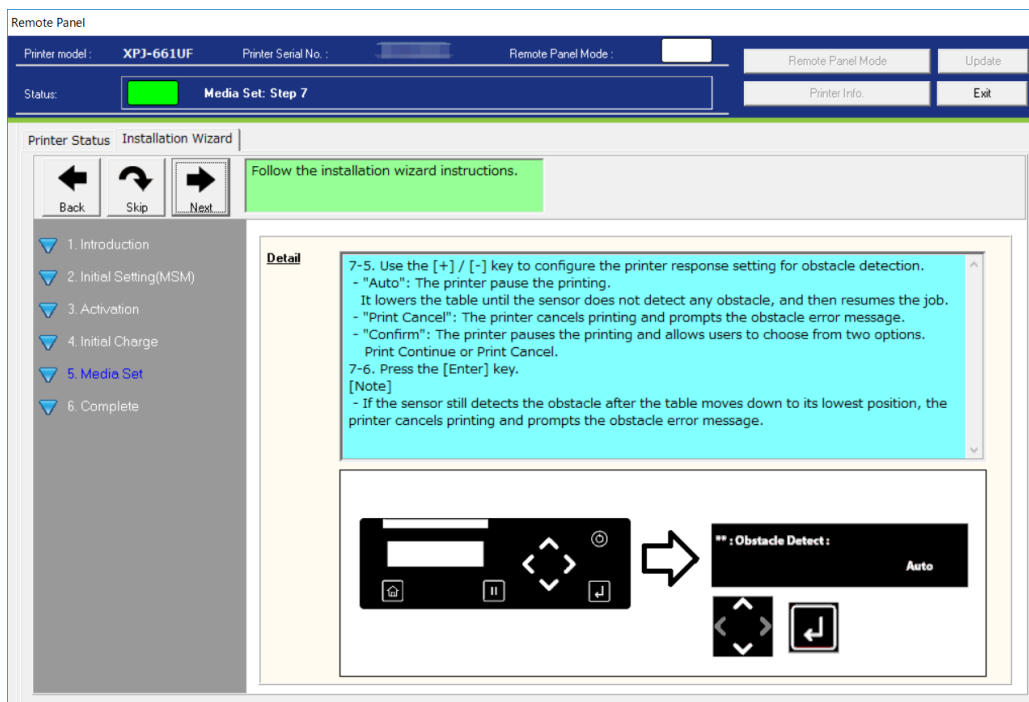 Remote Panel
Printer model : XPJ-661UF Printer Serial No. : Remote Panel Mode :
Remote Panel Mode Update
Status: Media Set: Step 7
Printer Info. Exit
Printer Status Installation Wizard
Back Skip Next
Follow the installation wizard instructions.
1. Introduction
2. Initial Setting(MSM)
3. Activation
4. Initial Charge
5. Media Set
6. Complete
Detail
7-5. Use the [+] / [-] key to configure the printer response setting for obstacle detection.
- "Auto": The printer pause the printing.
It lowers the table until the sensor does not detect any obstacle, and then resumes the job.
- "Print Cancel": The printer cancels printing and prompts the obstacle error message.
- "Confirm": The printer pauses the printing and allows users to choose from two options.
Print Continue or Print Cancel.
7-6. Press the [Enter] key.
[Note]
- If the sensor still detects the obstacle after the table moves down to its lowest position, the
printer cancels printing and prompts the obstacle error message.
** : Obstacle Detect :
Auto